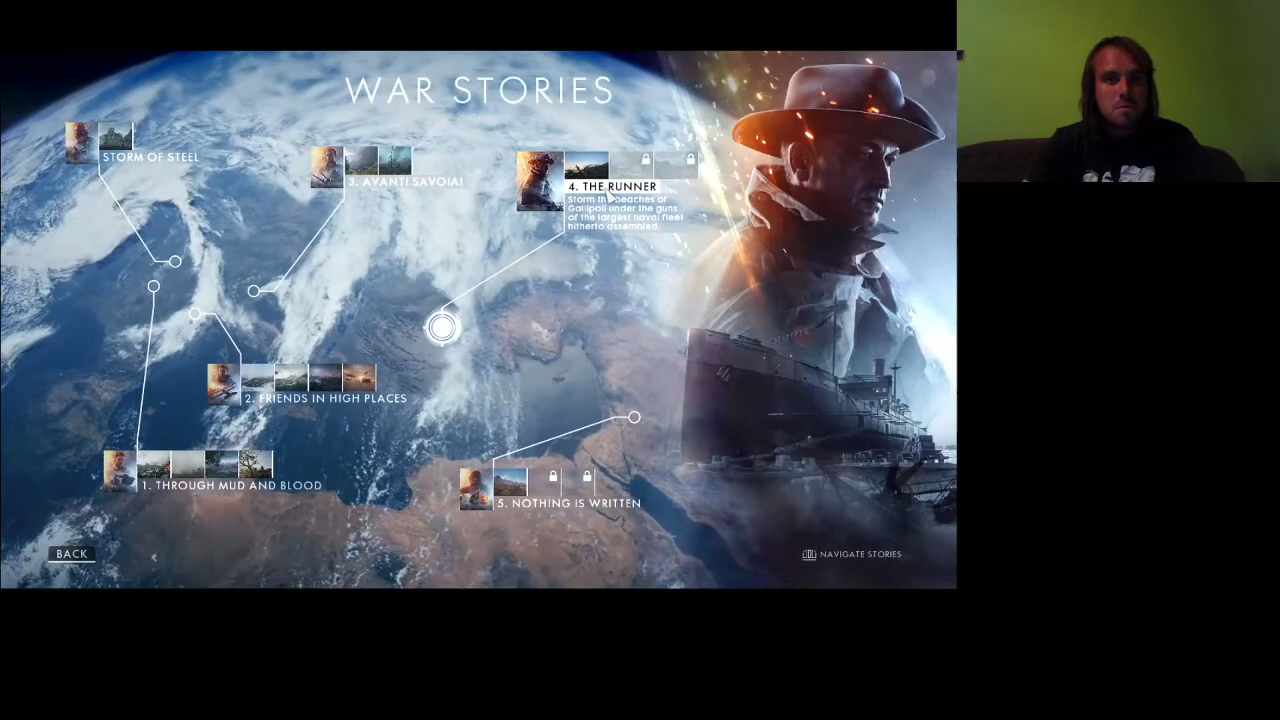 WAR STORIES
STORM OF STEEL
3. AVANTI SAVOIA!
4. THE RUNNER
Storm the beaches of
Gallipoli under the guns
of the largest naval fleet
hitherto assembled.
2. FRIENDS IN HIGH PLACES
1. THROUGH MUD AND BLOOD
5. NOTHING IS WRITTEN
BACK
NAVIGATE STORIES